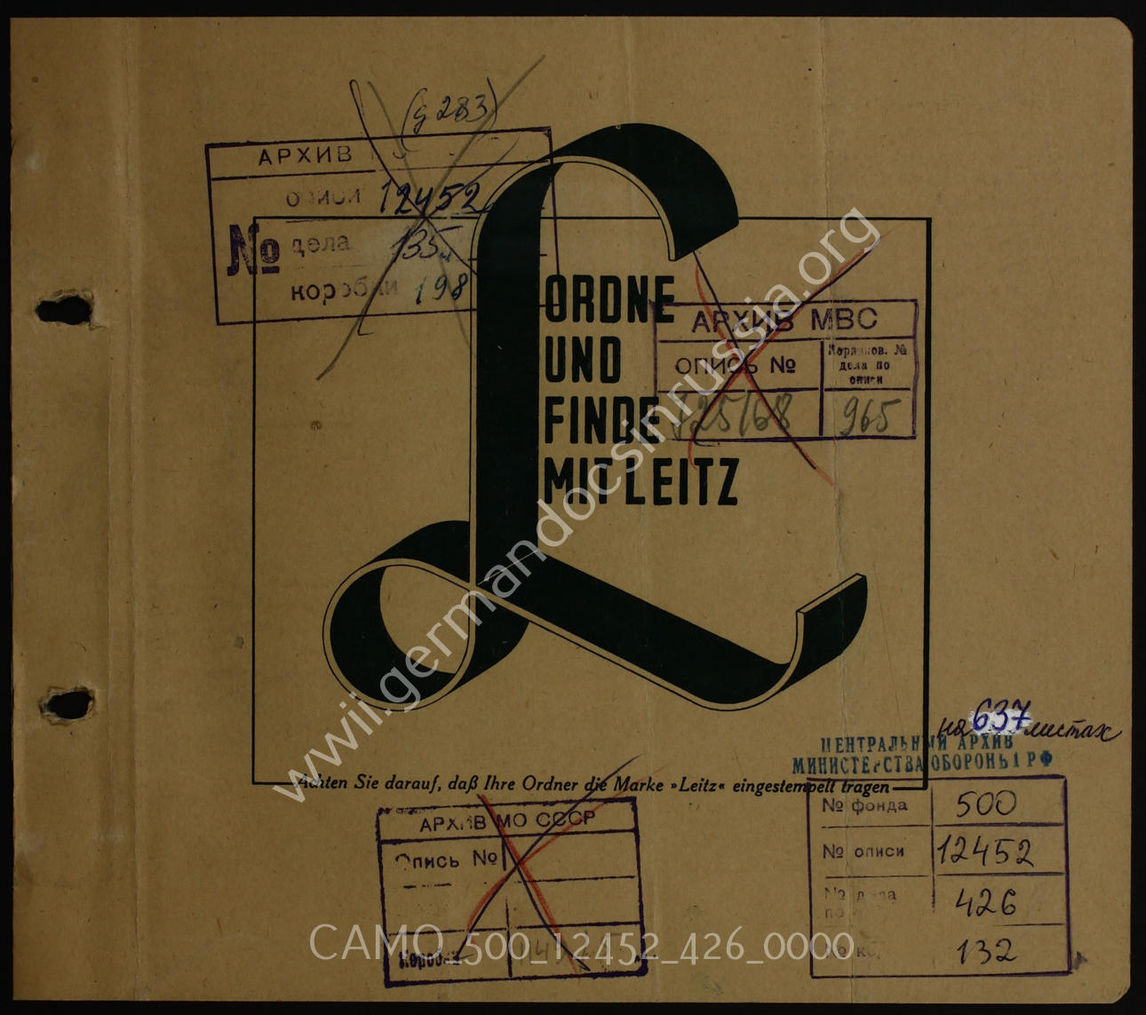 (д 283)
АРХИВ
описи 12452
№ дела 135
коробки 198
ORDNE
UND
FINDE
MIT LEITZ
АРХИВ МВС
ОПИСЬ №
Порядков. №
дела по
описи
965
на 637 листах
ЦЕНТРАЛЬНЫЙ АРХИВ
МИНИСТЕРСТВА ОБОРОНЫ РФ
Achten Sie darauf, daß Ihre Ordner die Marke »Leitz« eingestempelt tragen
№ фонда 500
№ описи 12452
№ дела 426
132
АРХИВ МО СССР
Опись №
Коробка
www.germandocsinrussia.org
CAMO_500_12452_426_0000